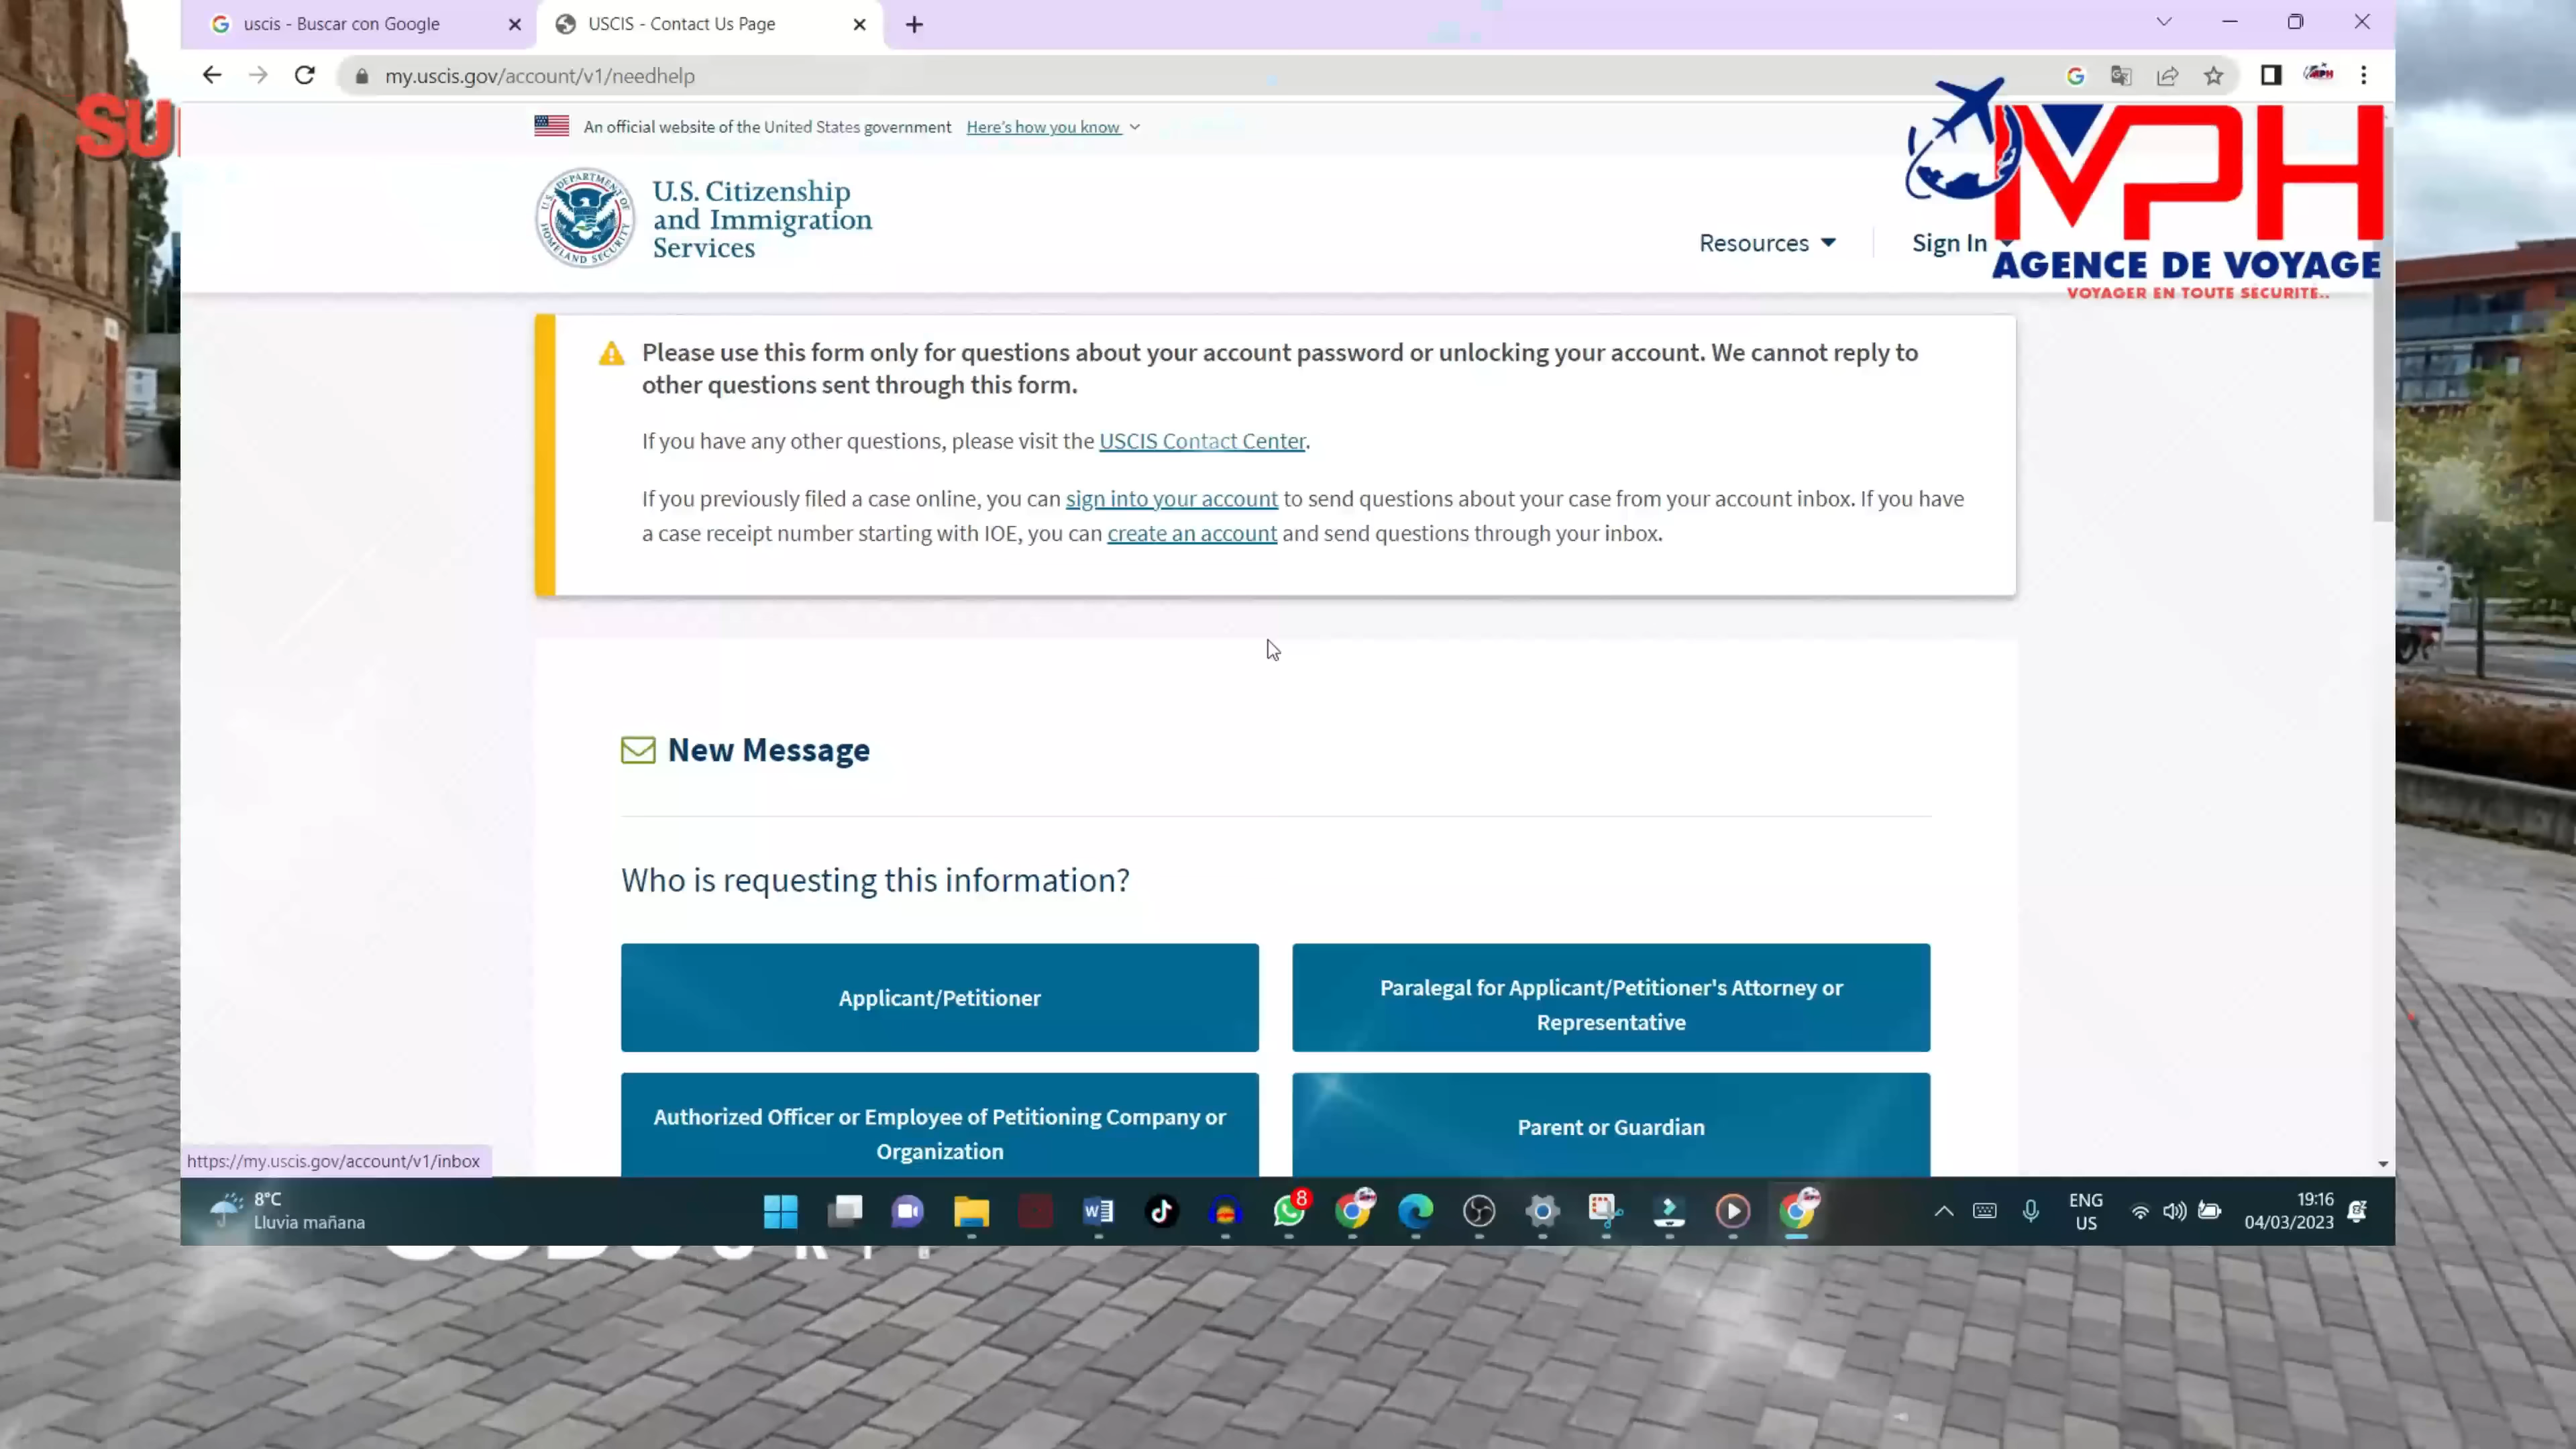 uscis - Buscar con Google
USCIS - Contact Us Page
my.uscis.gov/account/v1/needhelp
SU
An official website of the United States government Here's how you know
U.S. Citizenship
and Immigration
Services
U.S. DEPARTMENT OF HOMELAND SECURITY
Resources
Sign In
MPH
AGENCE DE VOYAGE
VOYAGER EN TOUTE SECURITE..
Please use this form only for questions about your account password or unlocking your account. We cannot reply to
other questions sent through this form.
If you have any other questions, please visit the USCIS Contact Center.
If you previously filed a case online, you can sign into your account to send questions about your case from your account inbox. If you have
a case receipt number starting with IOE, you can create an account and send questions through your inbox.
New Message
Who is requesting this information?
Applicant/Petitioner
Paralegal for Applicant/Petitioner's Attorney or
Representative
Authorized Officer or Employee of Petitioning Company or
Organization
Parent or Guardian
https://my.uscis.gov/account/v1/inbox
8°C
Lluvia mañana
8
ENG
US
19:16
04/03/2023